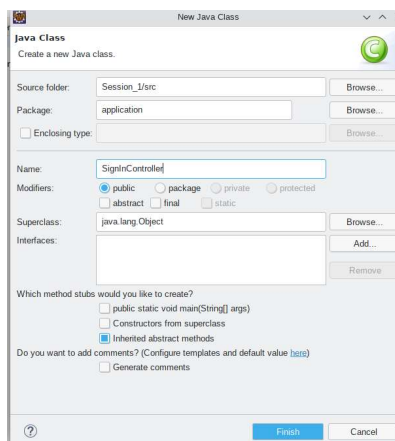 New Java Class
Java Class
Create a new Java class.
C
Source folder: Session_1/src Browse...
Package: application Browse...
Enclosing type: Browse...
Name: SignInController
Modifiers: public package private protected
abstract final static
Superclass: java.lang.Object Browse...
Interfaces: Add...
Remove
Which method stubs would you like to create?
public static void main(String[] args)
Constructors from superclass
Inherited abstract methods
Do you want to add comments? (Configure templates and default value here)
Generate comments
? Finish Cancel